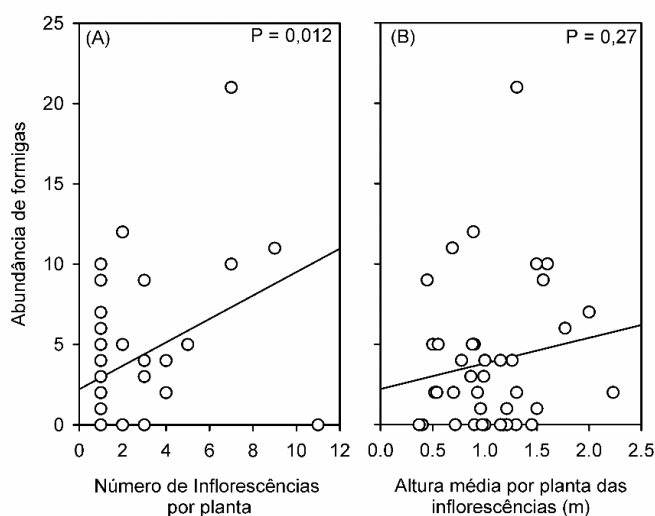 (A)
P = 0,012
(B)
P = 0,27
Abundância de formigas
25
20
15
10
5
0
0 2 4 6 8 10 12
0.0 0.5 1.0 1.5 2.0 2.5
Número de Inflorescências
por planta
Altura média por planta das
inflorescências (m)